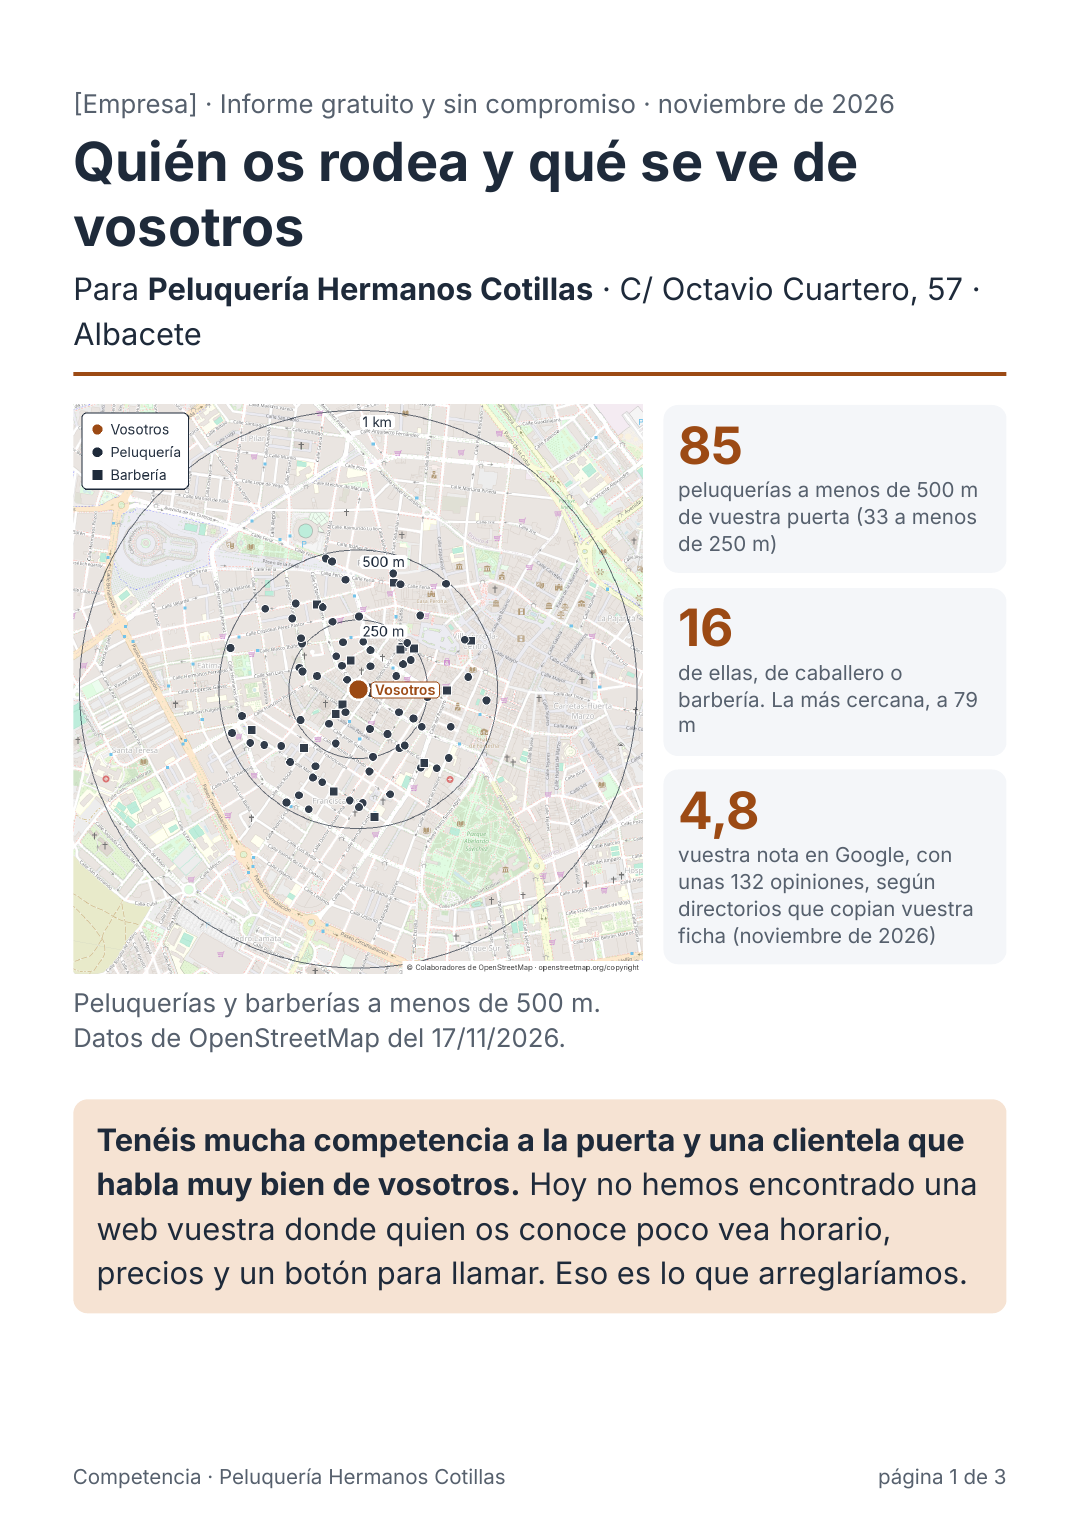 [Empresa] · Informe gratuito y sin compromiso · noviembre de 2026
Quién os rodea y qué se ve de
vosotros
Para Peluquería Hermanos Cotillas · C/ Octavio Cuartero, 57 ·
Albacete
Vosotros
Peluquería
Barbería
1 km
500 m
250 m
Vosotros
© Colaboradores de OpenStreetMap · openstreetmap.org/copyright
85
peluquerías a menos de 500 m
de vuestra puerta (33 a menos
de 250 m)
16
de ellas, de caballero o
barbería. La más cercana, a 79
m
4,8
vuestra nota en Google, con
unas 132 opiniones, según
directorios que copian vuestra
ficha (noviembre de 2026)
Peluquerías y barberías a menos de 500 m.
Datos de OpenStreetMap del 17/11/2026.
Tenéis mucha competencia a la puerta y una clientela que
habla muy bien de vosotros. Hoy no hemos encontrado una
web vuestra donde quien os conoce poco vea horario,
precios y un botón para llamar. Eso es lo que arreglaríamos.
Competencia · Peluquería Hermanos Cotillas
página 1 de 3